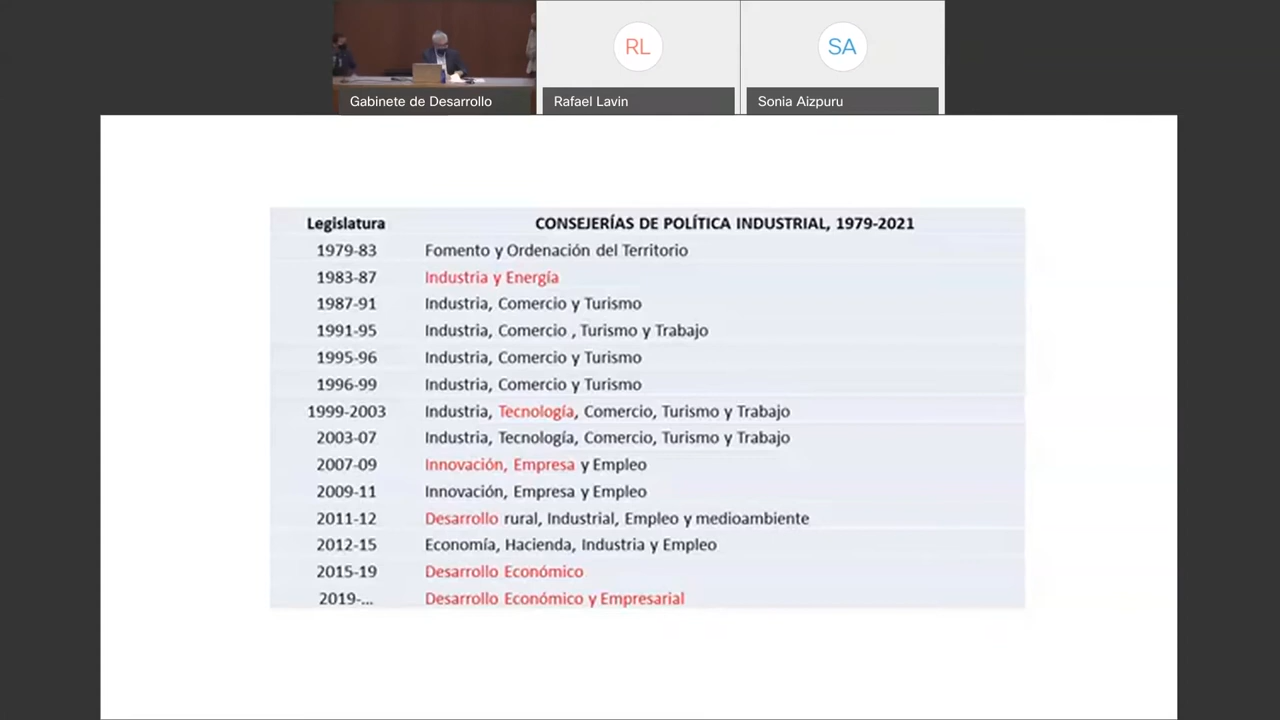 RL
SA
Gabinete de Desarrollo
Rafael Lavin
Sonia Aizpuru
Legislatura CONSEJERÍAS DE POLÍTICA INDUSTRIAL, 1979-2021
1979-83 Fomento y Ordenación del Territorio
1983-87 Industria y Energía
1987-91 Industria, Comercio y Turismo
1991-95 Industria, Comercio , Turismo y Trabajo
1995-96 Industria, Comercio y Turismo
1996-99 Industria, Comercio y Turismo
1999-2003 Industria, Tecnología, Comercio, Turismo y Trabajo
2003-07 Industria, Tecnología, Comercio, Turismo y Trabajo
2007-09 Innovación, Empresa y Empleo
2009-11 Innovación, Empresa y Empleo
2011-12 Desarrollo rural, Industrial, Empleo y medioambiente
2012-15 Economía, Hacienda, Industria y Empleo
2015-19 Desarrollo Económico
2019-... Desarrollo Económico y Empresarial